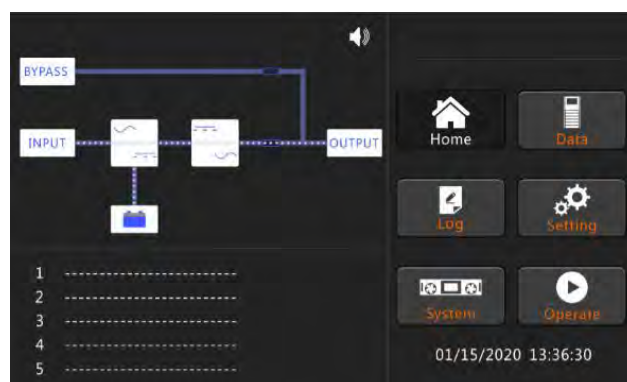 BYPASS
INPUT
OUTPUT
1 --------------------------------
2 --------------------------------
3 --------------------------------
4 --------------------------------
5 --------------------------------
Home
Data
Log
Setting
System
Operate
01/15/2020 13:36:30